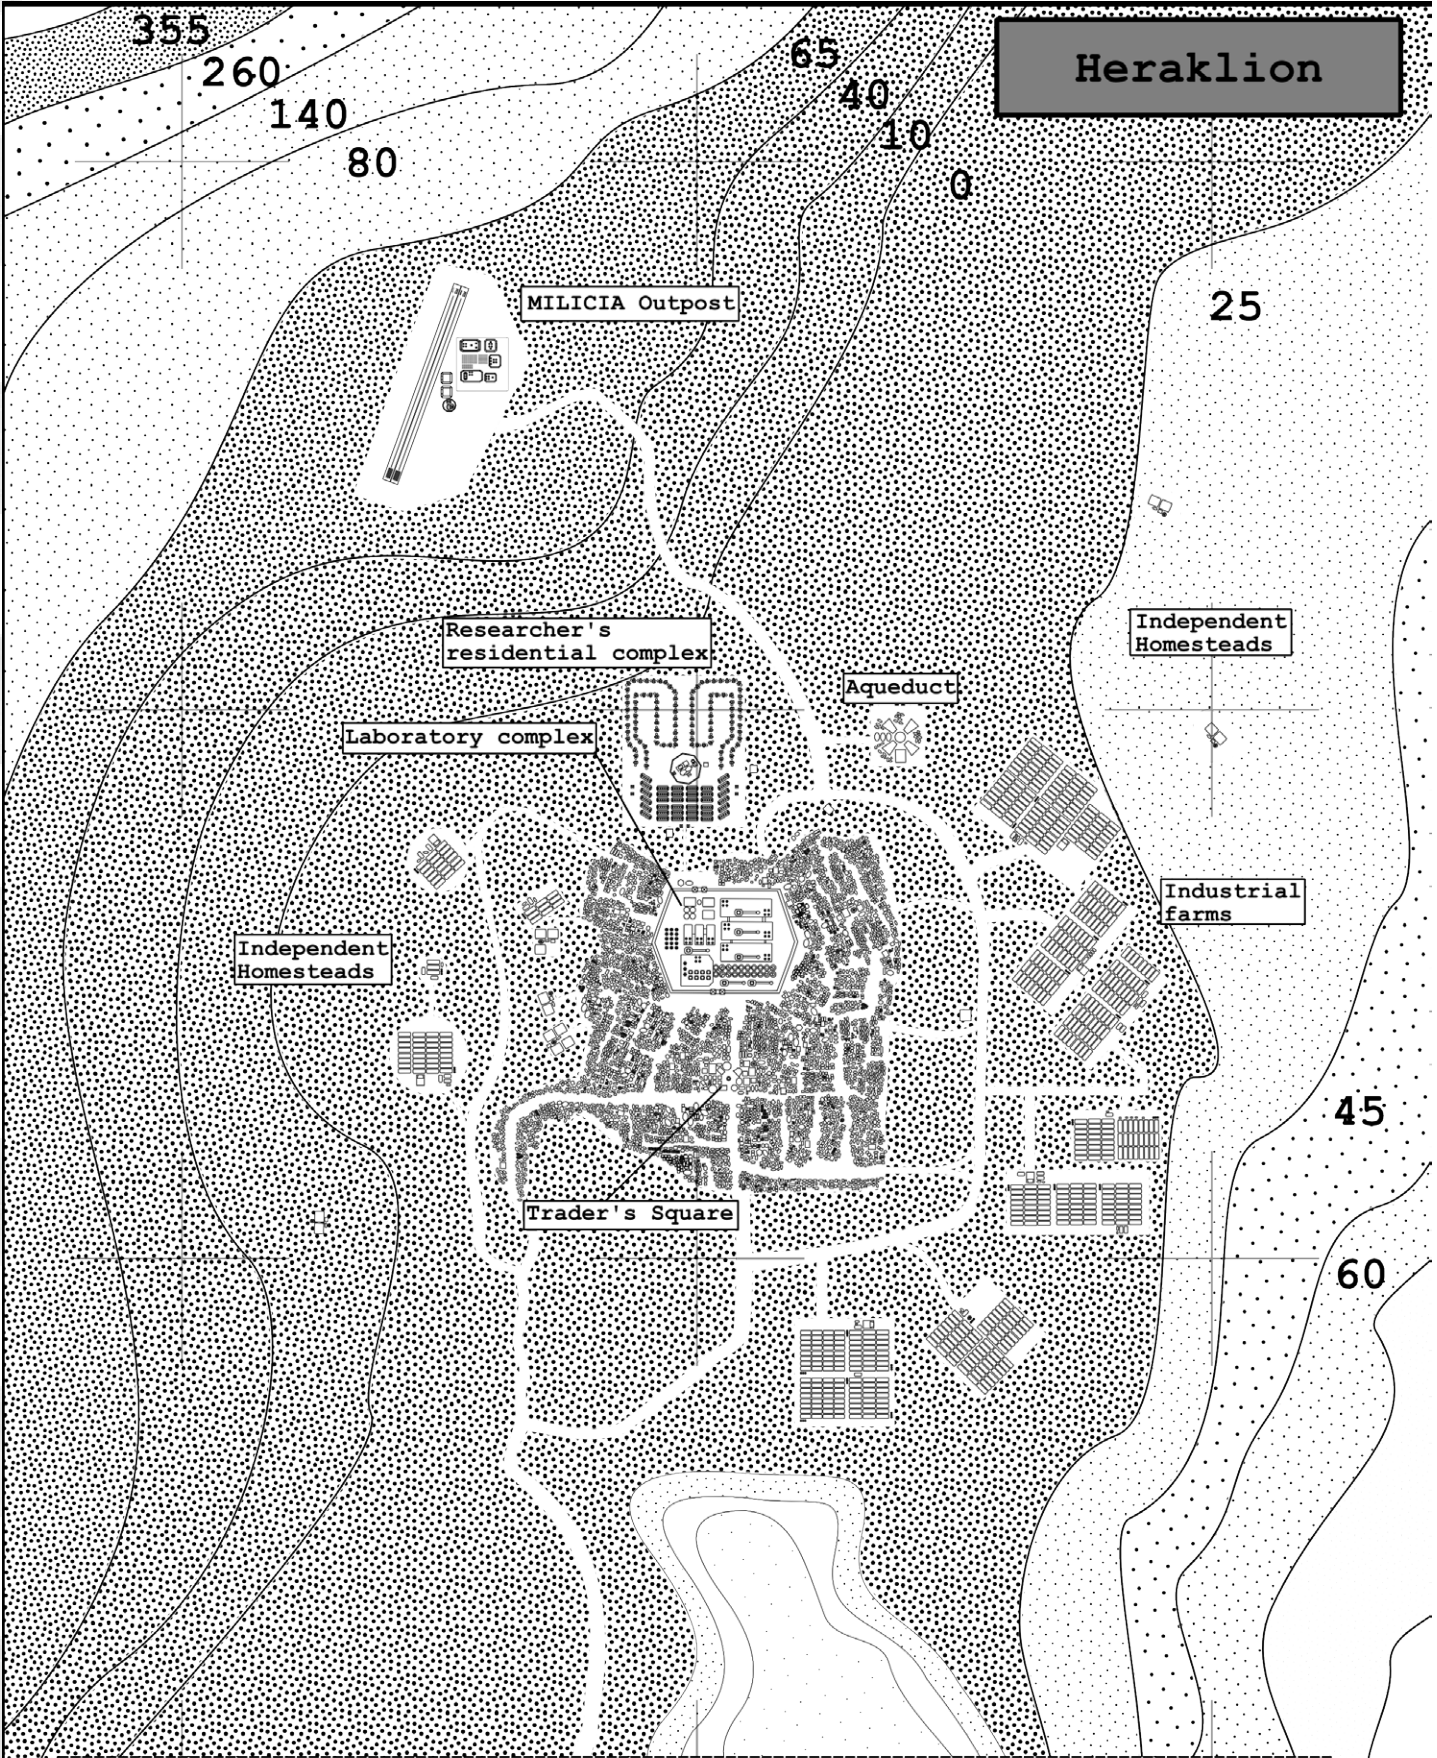 355
65
Heraklion
260
40
140
10
80
0
MILICIA Outpost
25
Researcher's
residential complex
Independent
Homesteads
Aqueduct
Laboratory complex
Industrial
farms
Independent
Homesteads
45
Trader's Square
60